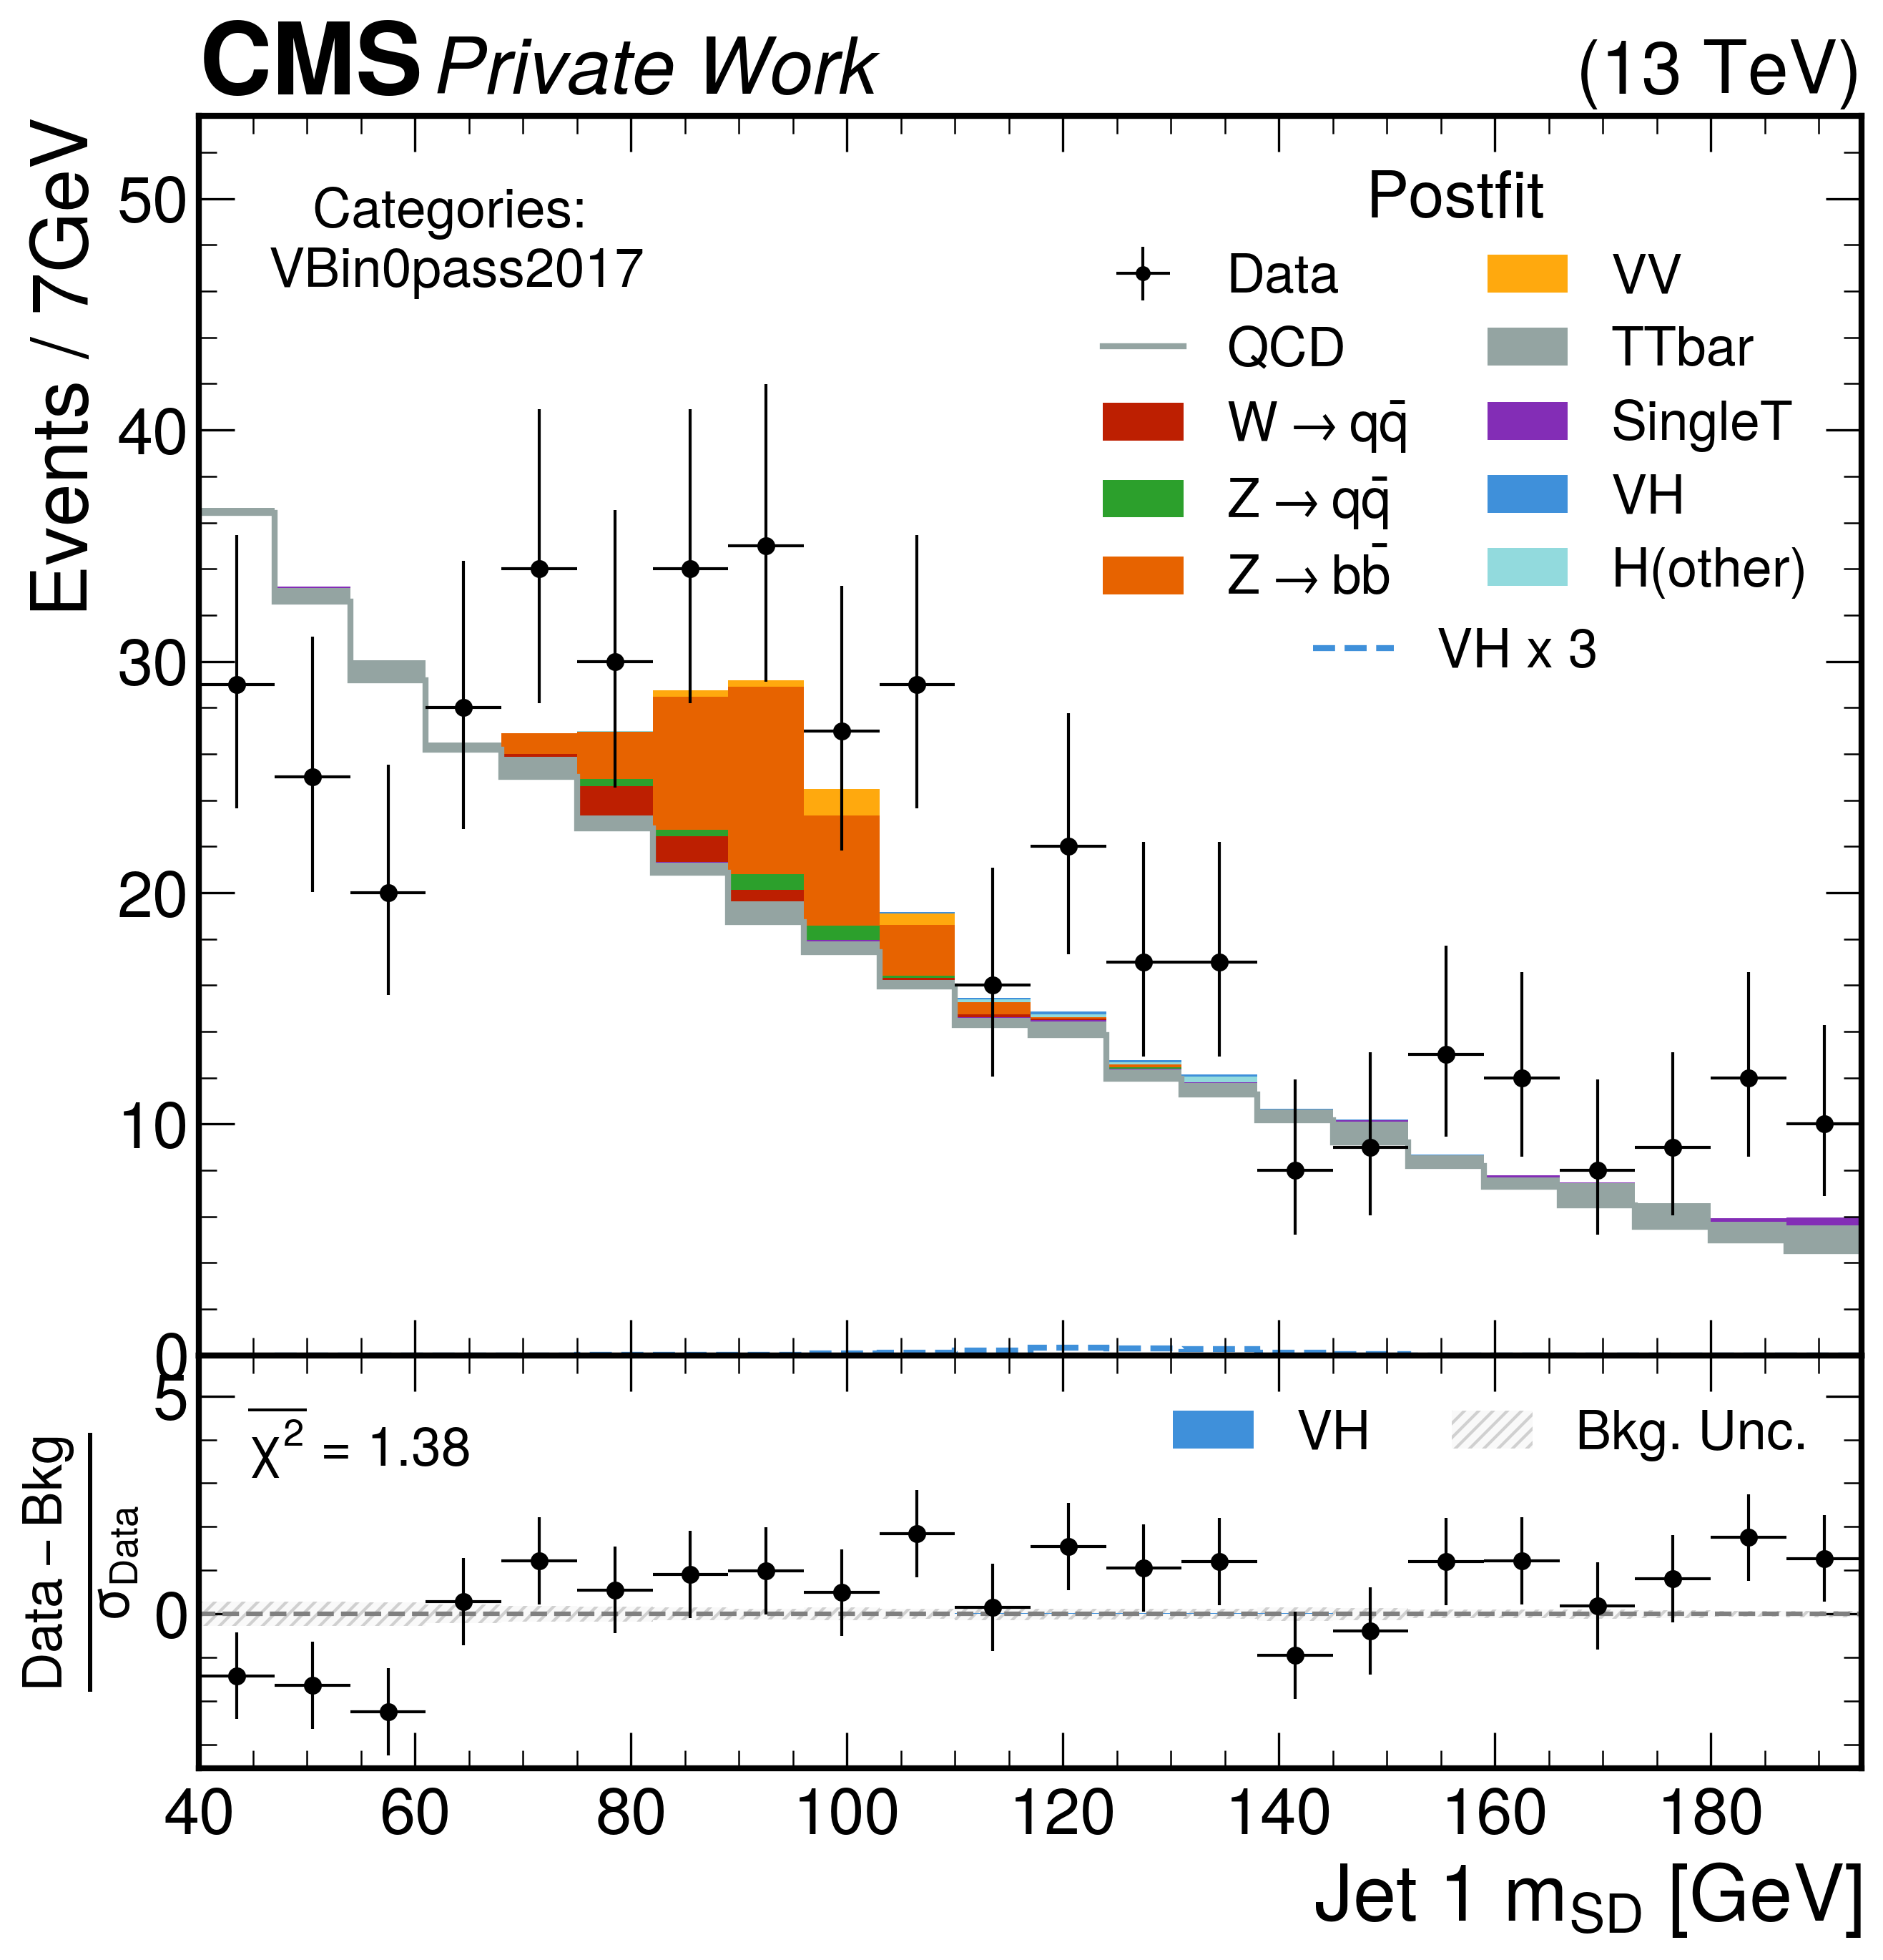 CMS Private Work (13 TeV)
Events / 7GeV
50
40
30
20
10
0
Categories:
VBin0pass2017
Postfit
Data
QCD
W → qq̄
Z → qq̄
Z → bb̄
VV
TTbar
SingleT
VH
H(other)
VH x 3
Data − Bkg
σData
5
0
χ² = 1.38
VH
Bkg. Unc.
40 60 80 100 120 140 160 180
Jet 1 mSD [GeV]